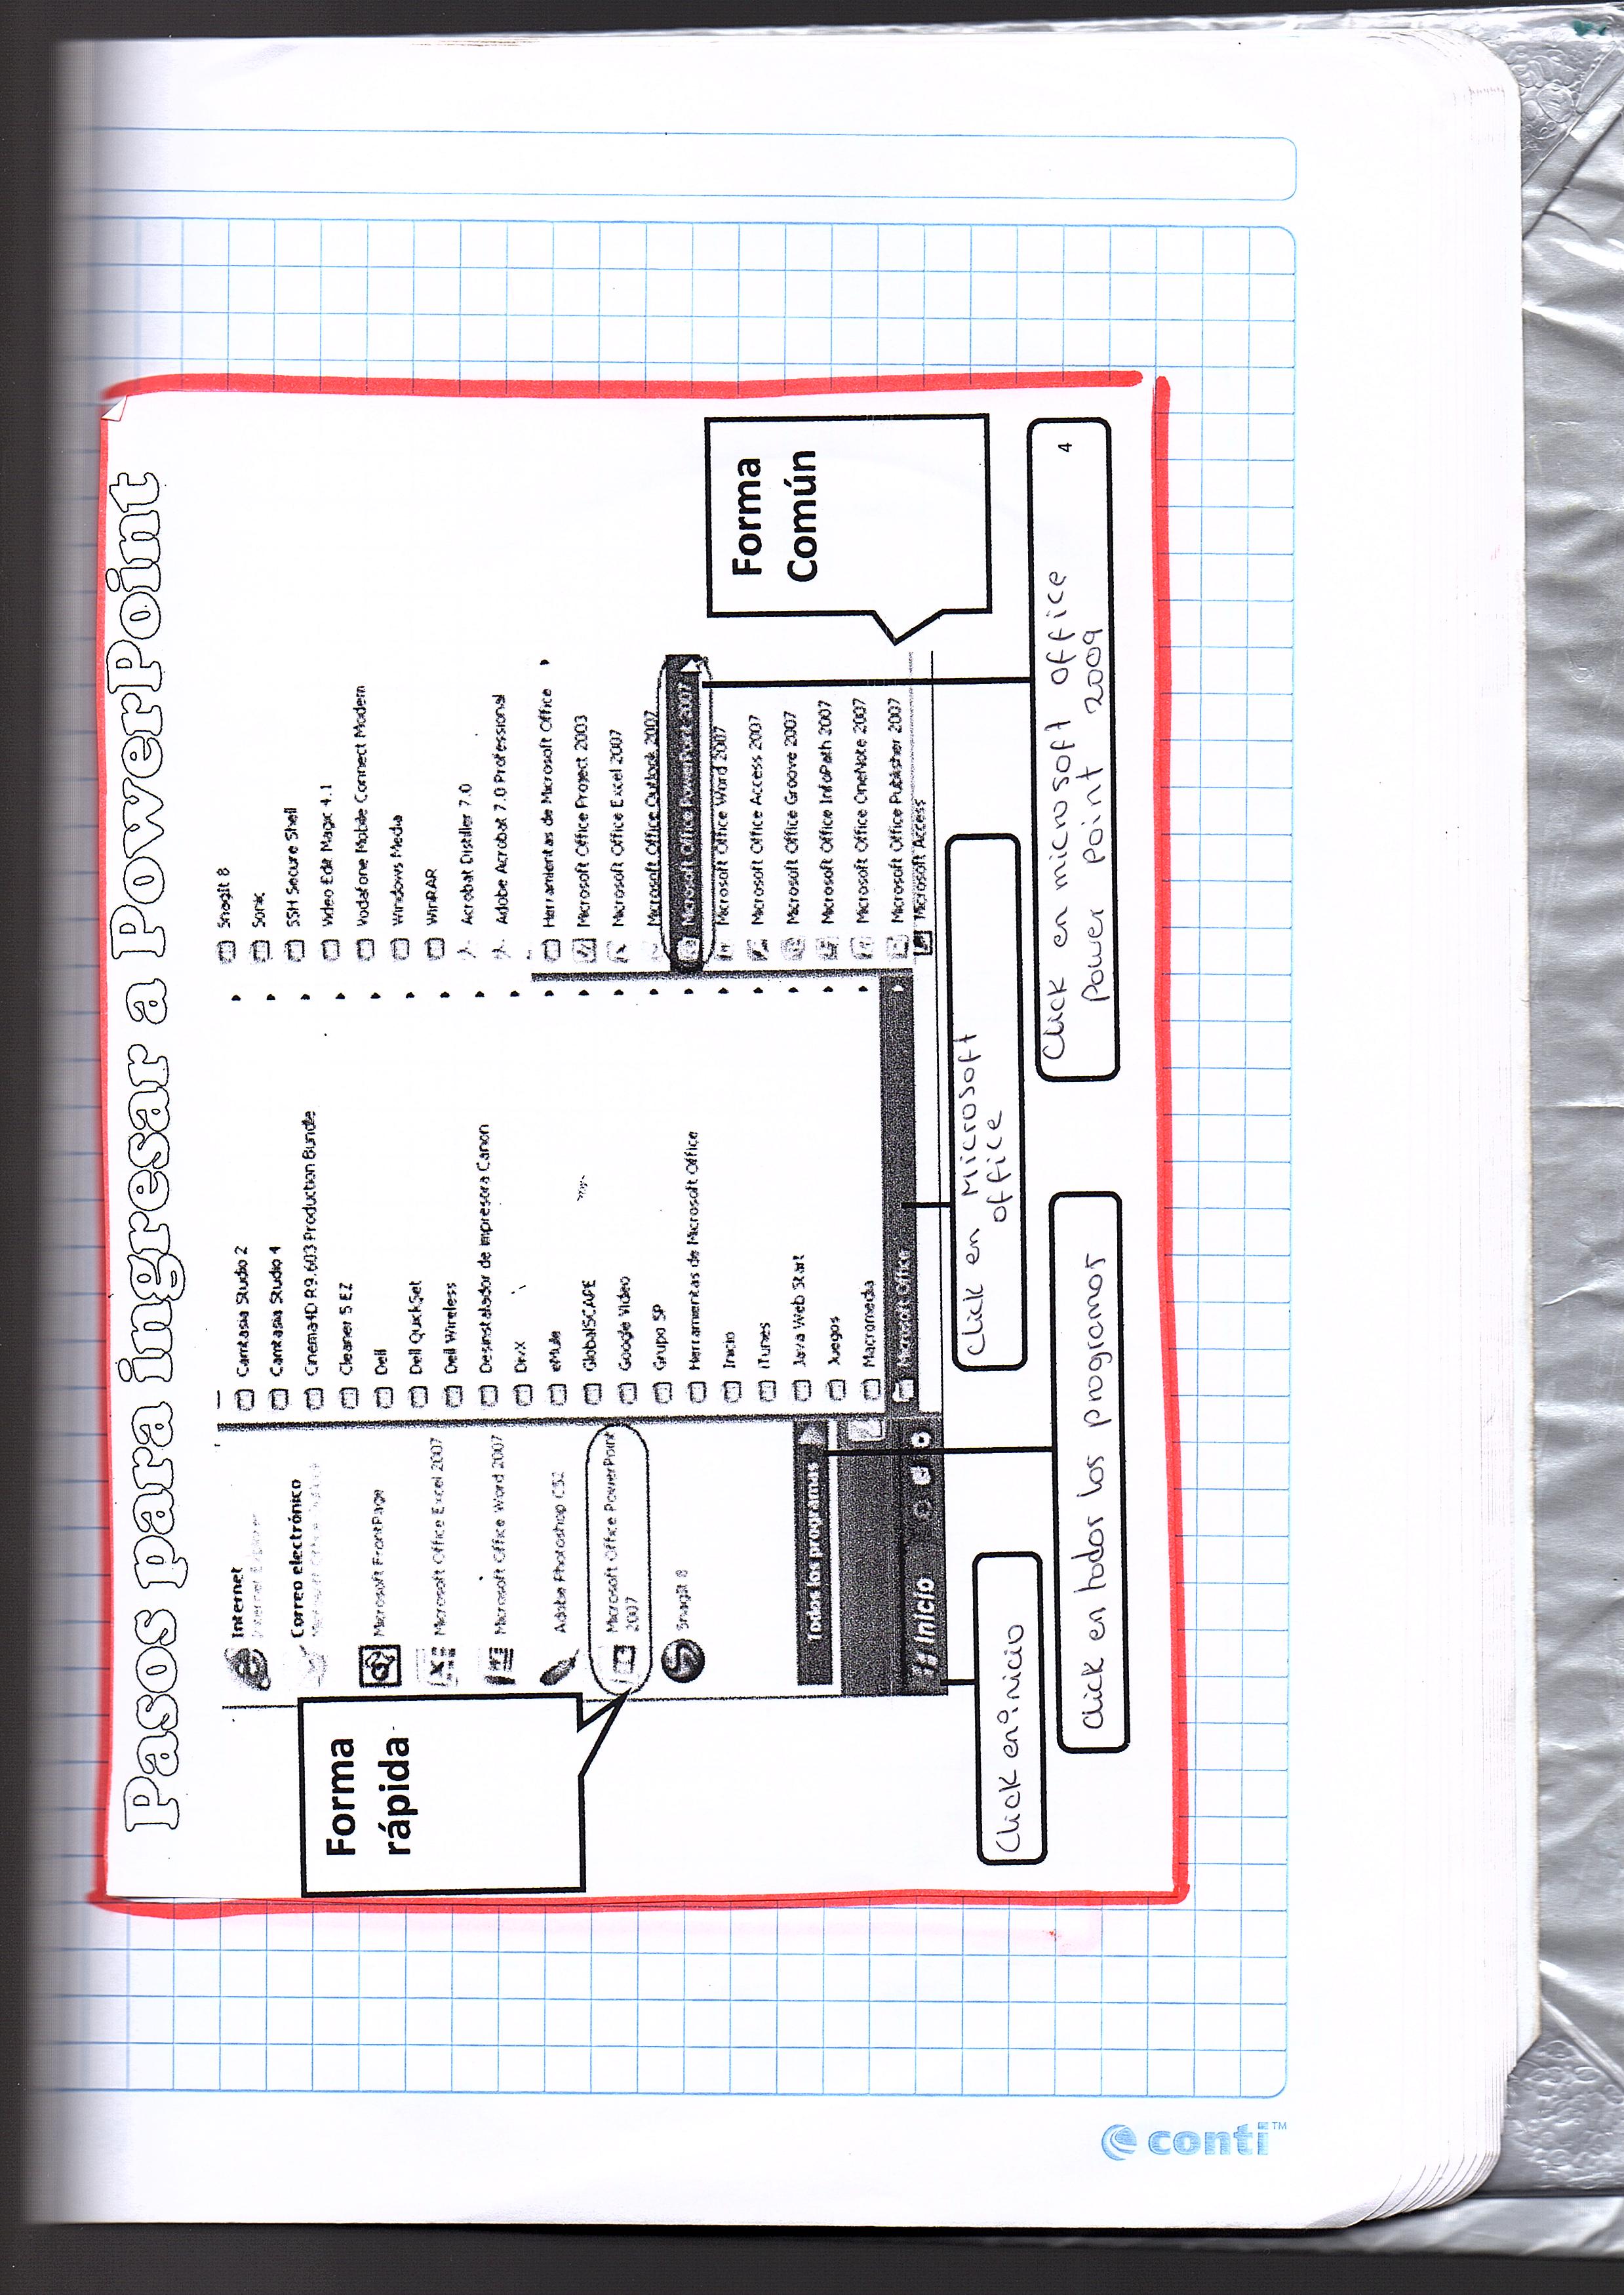 Pasos para ingresar a PowerPoint
Forma
rápida
Internet
Internet Explorer
Correo electrónico
Microsoft FrontPage
Microsoft Office Excel 2007
Microsoft Office Word 2007
Adobe Photoshop CS2
Microsoft Office PowerPoint
2007
SnagIt 8
Todos los programas
Inicio
Camtasia Studio 2
Camtasia Studio 4
Cinema4D R9.603 Production Bundle
Cleaner 5 EZ
Dell
Dell QuickSet
Dell Wireless
Desinstalador de impresora Canon
DivX
eMule
GlobalSCAPE
Google Video
Grupo SP
Herramientas de Microsoft Office
Inicio
iTunes
Java Web Start
Juegos
Macromedia
Microsoft Office
SnagIt 8
Sonic
SSH Secure Shell
Video Edit Magic 4.1
Vodafone Mobile Connect Modem
Windows Media
WinRAR
Acrobat Distiller 7.0
Adobe Acrobat 7.0 Professional
Herramientas de Microsoft Office
Microsoft Office Project 2003
Microsoft Office Excel 2007
Microsoft Office Outlook 2007
Microsoft Office PowerPoint 2007
Microsoft Office Word 2007
Microsoft Office Access 2007
Microsoft Office Groove 2007
Microsoft Office InfoPath 2007
Microsoft Office OneNote 2007
Microsoft Office Publisher 2007
Microsoft Access
Forma
Común
Click en inicio
Click en todos los programas
Click en Microsoft
office
Click en microsoft office
Power Point 2009
4
conti™